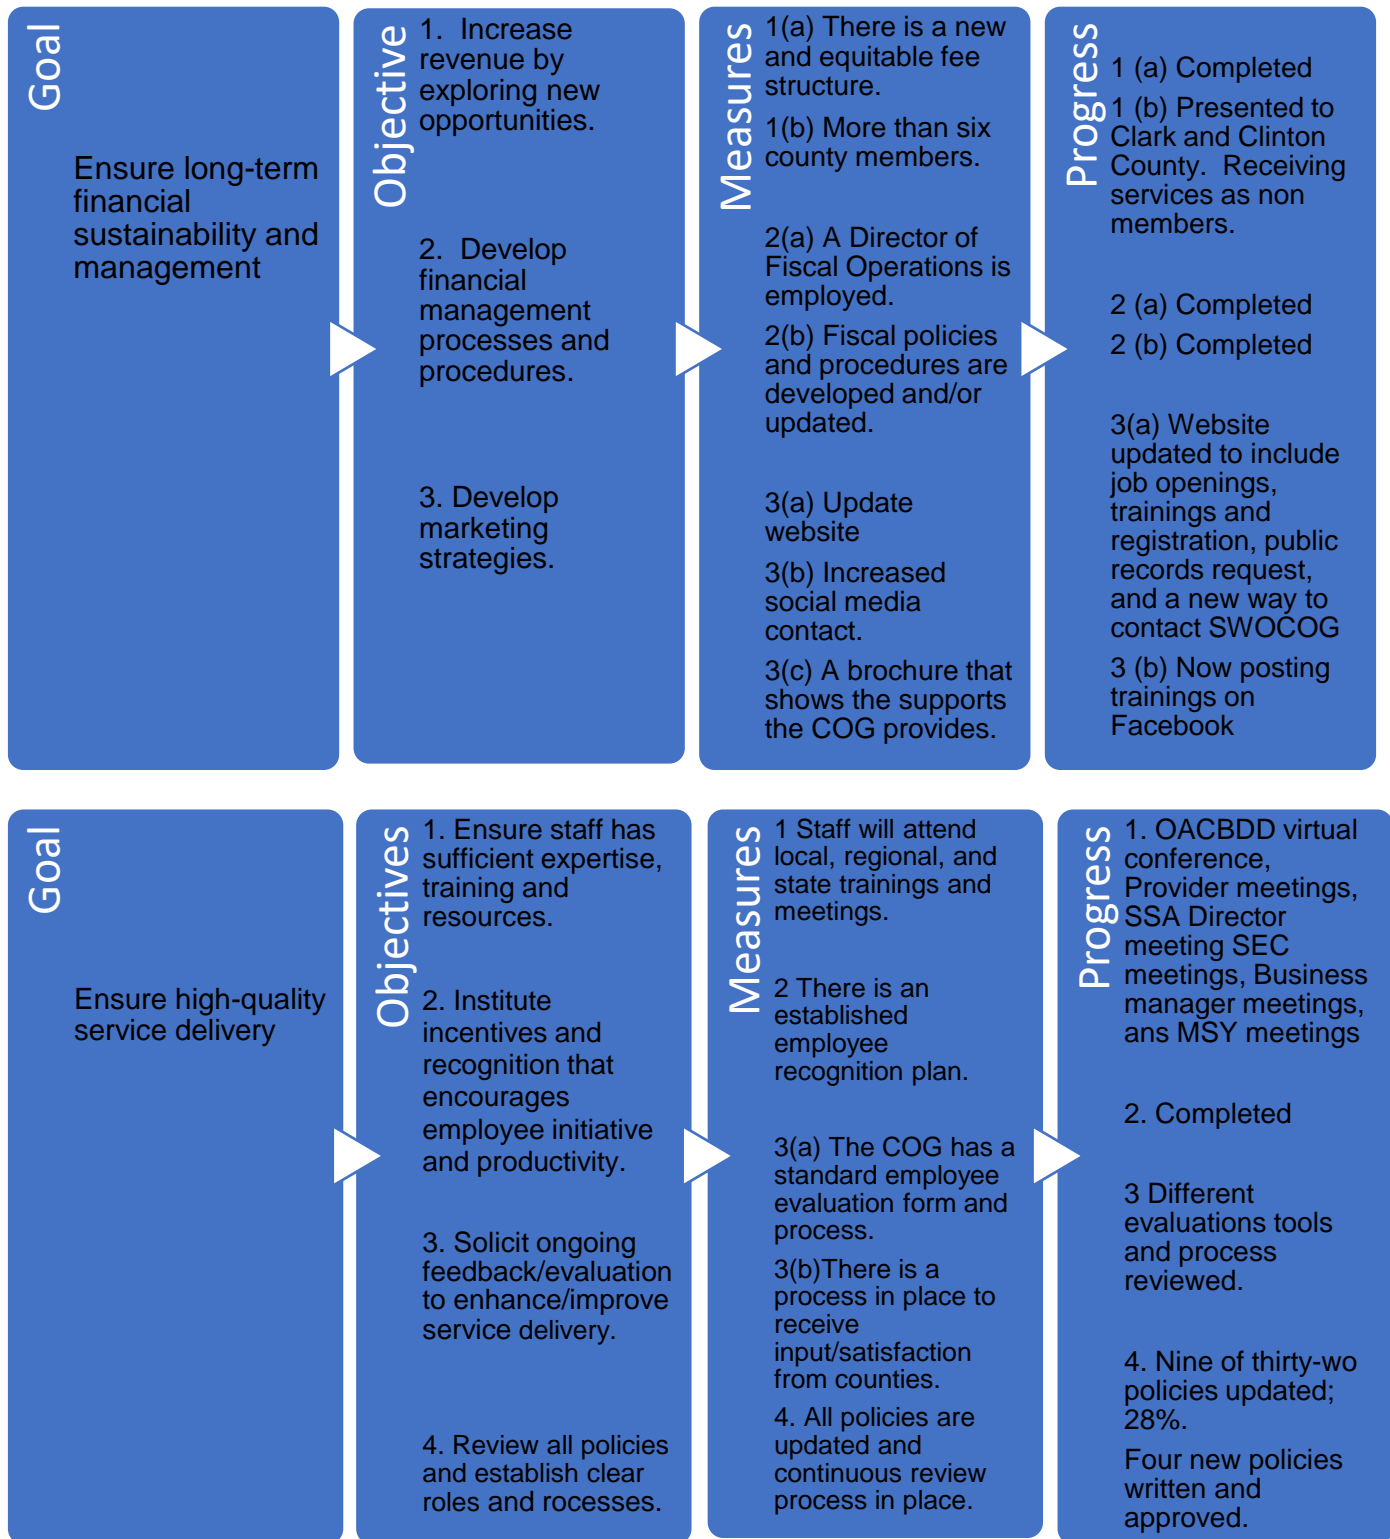 Goal
Ensure long-term
financial
sustainability and
management
Objective
1. Increase
revenue by
exploring new
opportunities.
2. Develop
financial
management
processes and
procedures.
3. Develop
marketing
strategies.
Measures
1(a) There is a new
and equitable fee
structure.
1(b) More than six
county members.
2(a) A Director of
Fiscal Operations is
employed.
2(b) Fiscal policies
and procedures are
developed and/or
updated.
3(a) Update
website
3(b) Increased
social media
contact.
3(c) A brochure that
shows the supports
the COG provides.
Progress
1 (a) Completed
1 (b) Presented to
Clark and Clinton
County. Receiving
services as non
members.
2 (a) Completed
2 (b) Completed
3(a) Website
updated to include
job openings,
trainings and
registration, public
records request,
and a new way to
contact SWOCOG
3 (b) Now posting
trainings on
Facebook
Goal
Ensure high-quality
service delivery
Objectives
1. Ensure staff has
sufficient expertise,
training and
resources.
2. Institute
incentives and
recognition that
encourages
employee initiative
and productivity.
3. Solicit ongoing
feedback/evaluation
to enhance/improve
service delivery.
4. Review all policies
and establish clear
roles and rocesses.
Measures
1 Staff will attend
local, regional, and
state trainings and
meetings.
2 There is an
established
employee
recognition plan.
3(a) The COG has a
standard employee
evaluation form and
process.
3(b)There is a
process in place to
receive
input/satisfaction
from counties.
4. All policies are
updated and
continuous review
process in place.
Progress
1. OACBDD virtual
conference,
Provider meetings,
SSA Director
meeting SEC
meetings, Business
manager meetings,
ans MSY meetings
2. Completed
3 Different
evaluations tools
and process
reviewed.
4. Nine of thirty-wo
policies updated;
28%.
Four new policies
written and
approved.